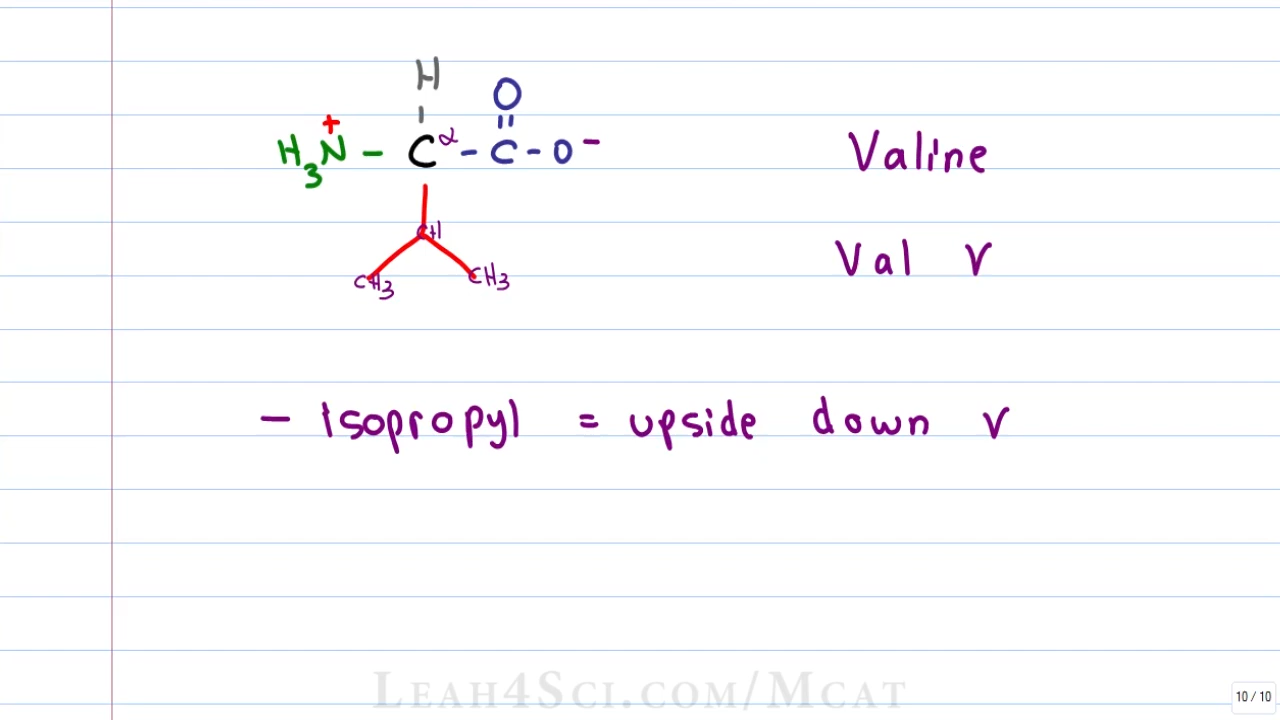 H
O
H3N+ - Cα - C - O-
CH
CH3 CH3
Valine
Val V
- Isopropyl = upside down V
LEAH4SCI.COM/MCAT
10 / 10